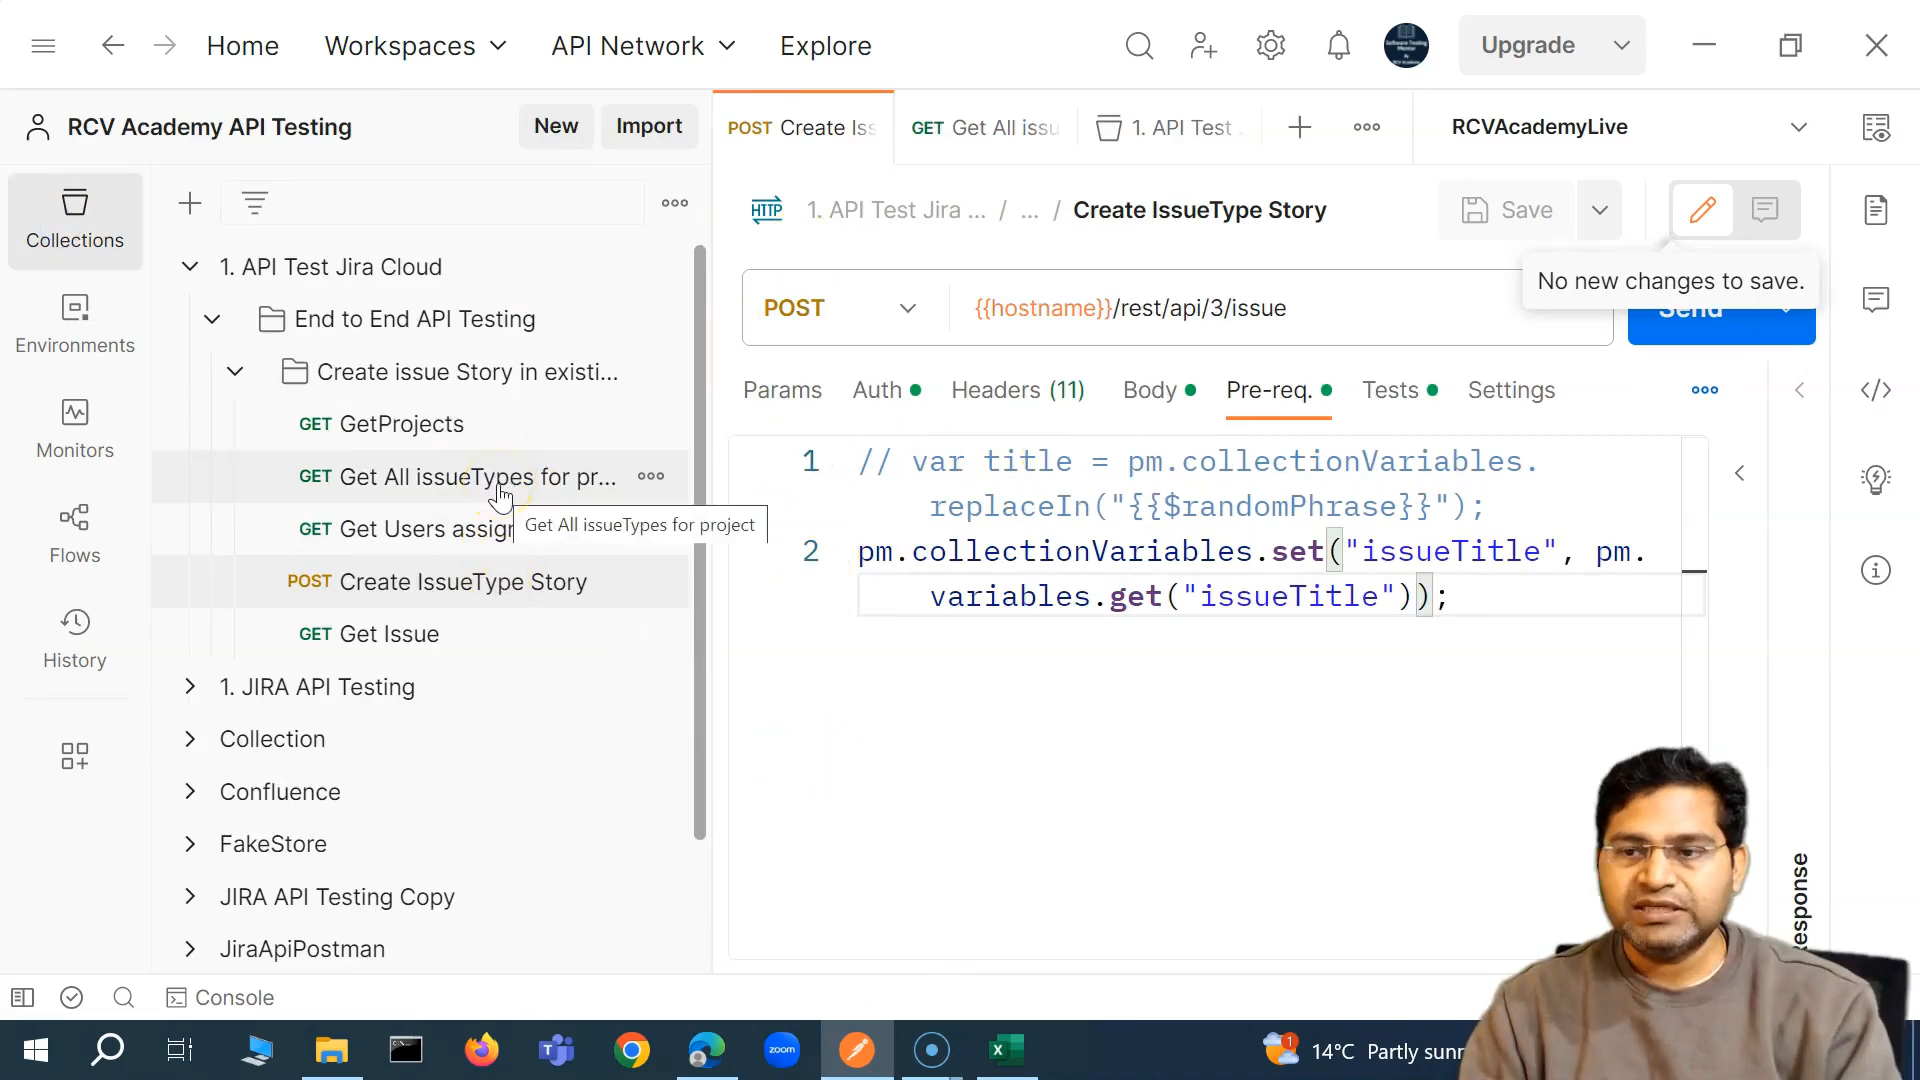 Home
Workspaces
API Network
Explore
Upgrade
RCV Academy API Testing
New
Import
POST Create Iss
GET Get All issu
1. API Test
RCVAcademyLive
Collections
Environments
Monitors
Flows
History
1. API Test Jira Cloud
End to End API Testing
Create issue Story in existi...
GET GetProjects
GET Get All issueTypes for pr...
GET Get Users assign
Get All issueTypes for project
POST Create IssueType Story
GET Get Issue
1. JIRA API Testing
Collection
Confluence
FakeStore
JIRA API Testing Copy
JiraApiPostman
HTTP 1. API Test Jira ... / ... / Create IssueType Story
Save
No new changes to save.
POST
{{hostname}}/rest/api/3/issue
Send
Params
Auth
Headers (11)
Body
Pre-req.
Tests
Settings
1 // var title = pm.collectionVariables.
replaceIn("{{$randomPhrase}}");
2 pm.collectionVariables.set("issueTitle", pm.
variables.get("issueTitle"));
Response
Console
zoom
1
14°C Partly sunn